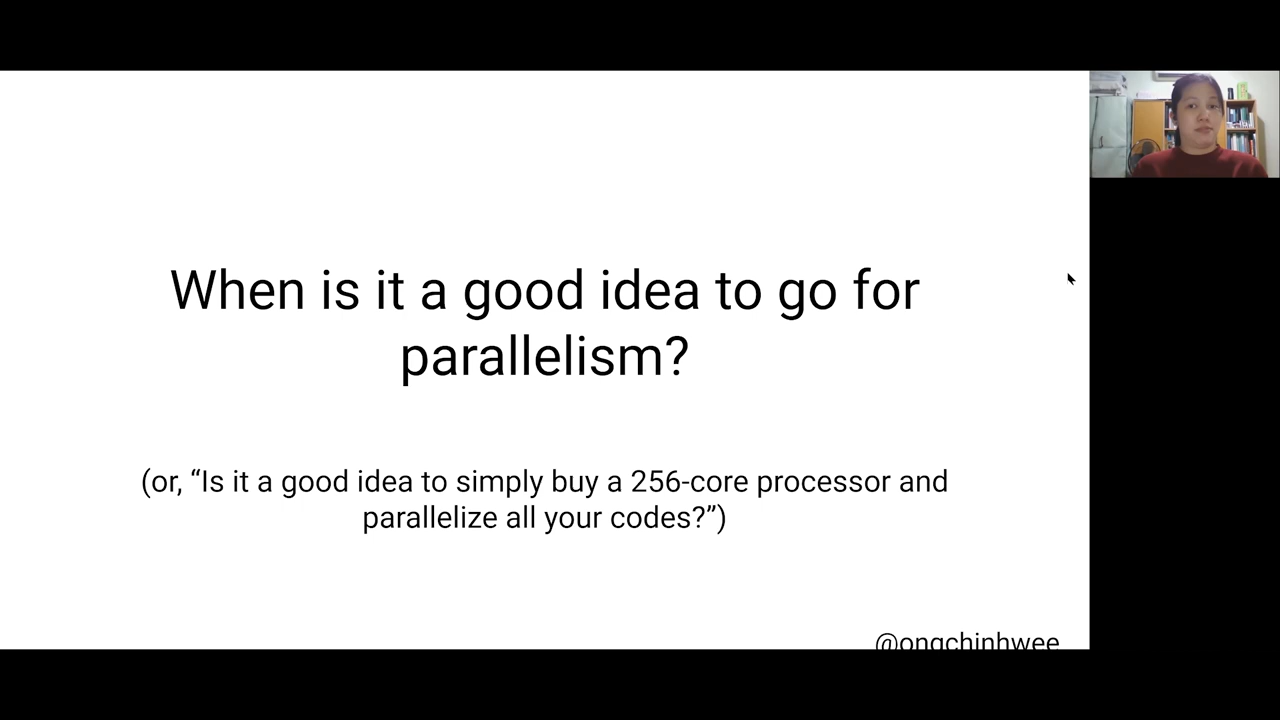 When is it a good idea to go for
parallelism?
(or, “Is it a good idea to simply buy a 256-core processor and
parallelize all your codes?”)
@ongchinhwee